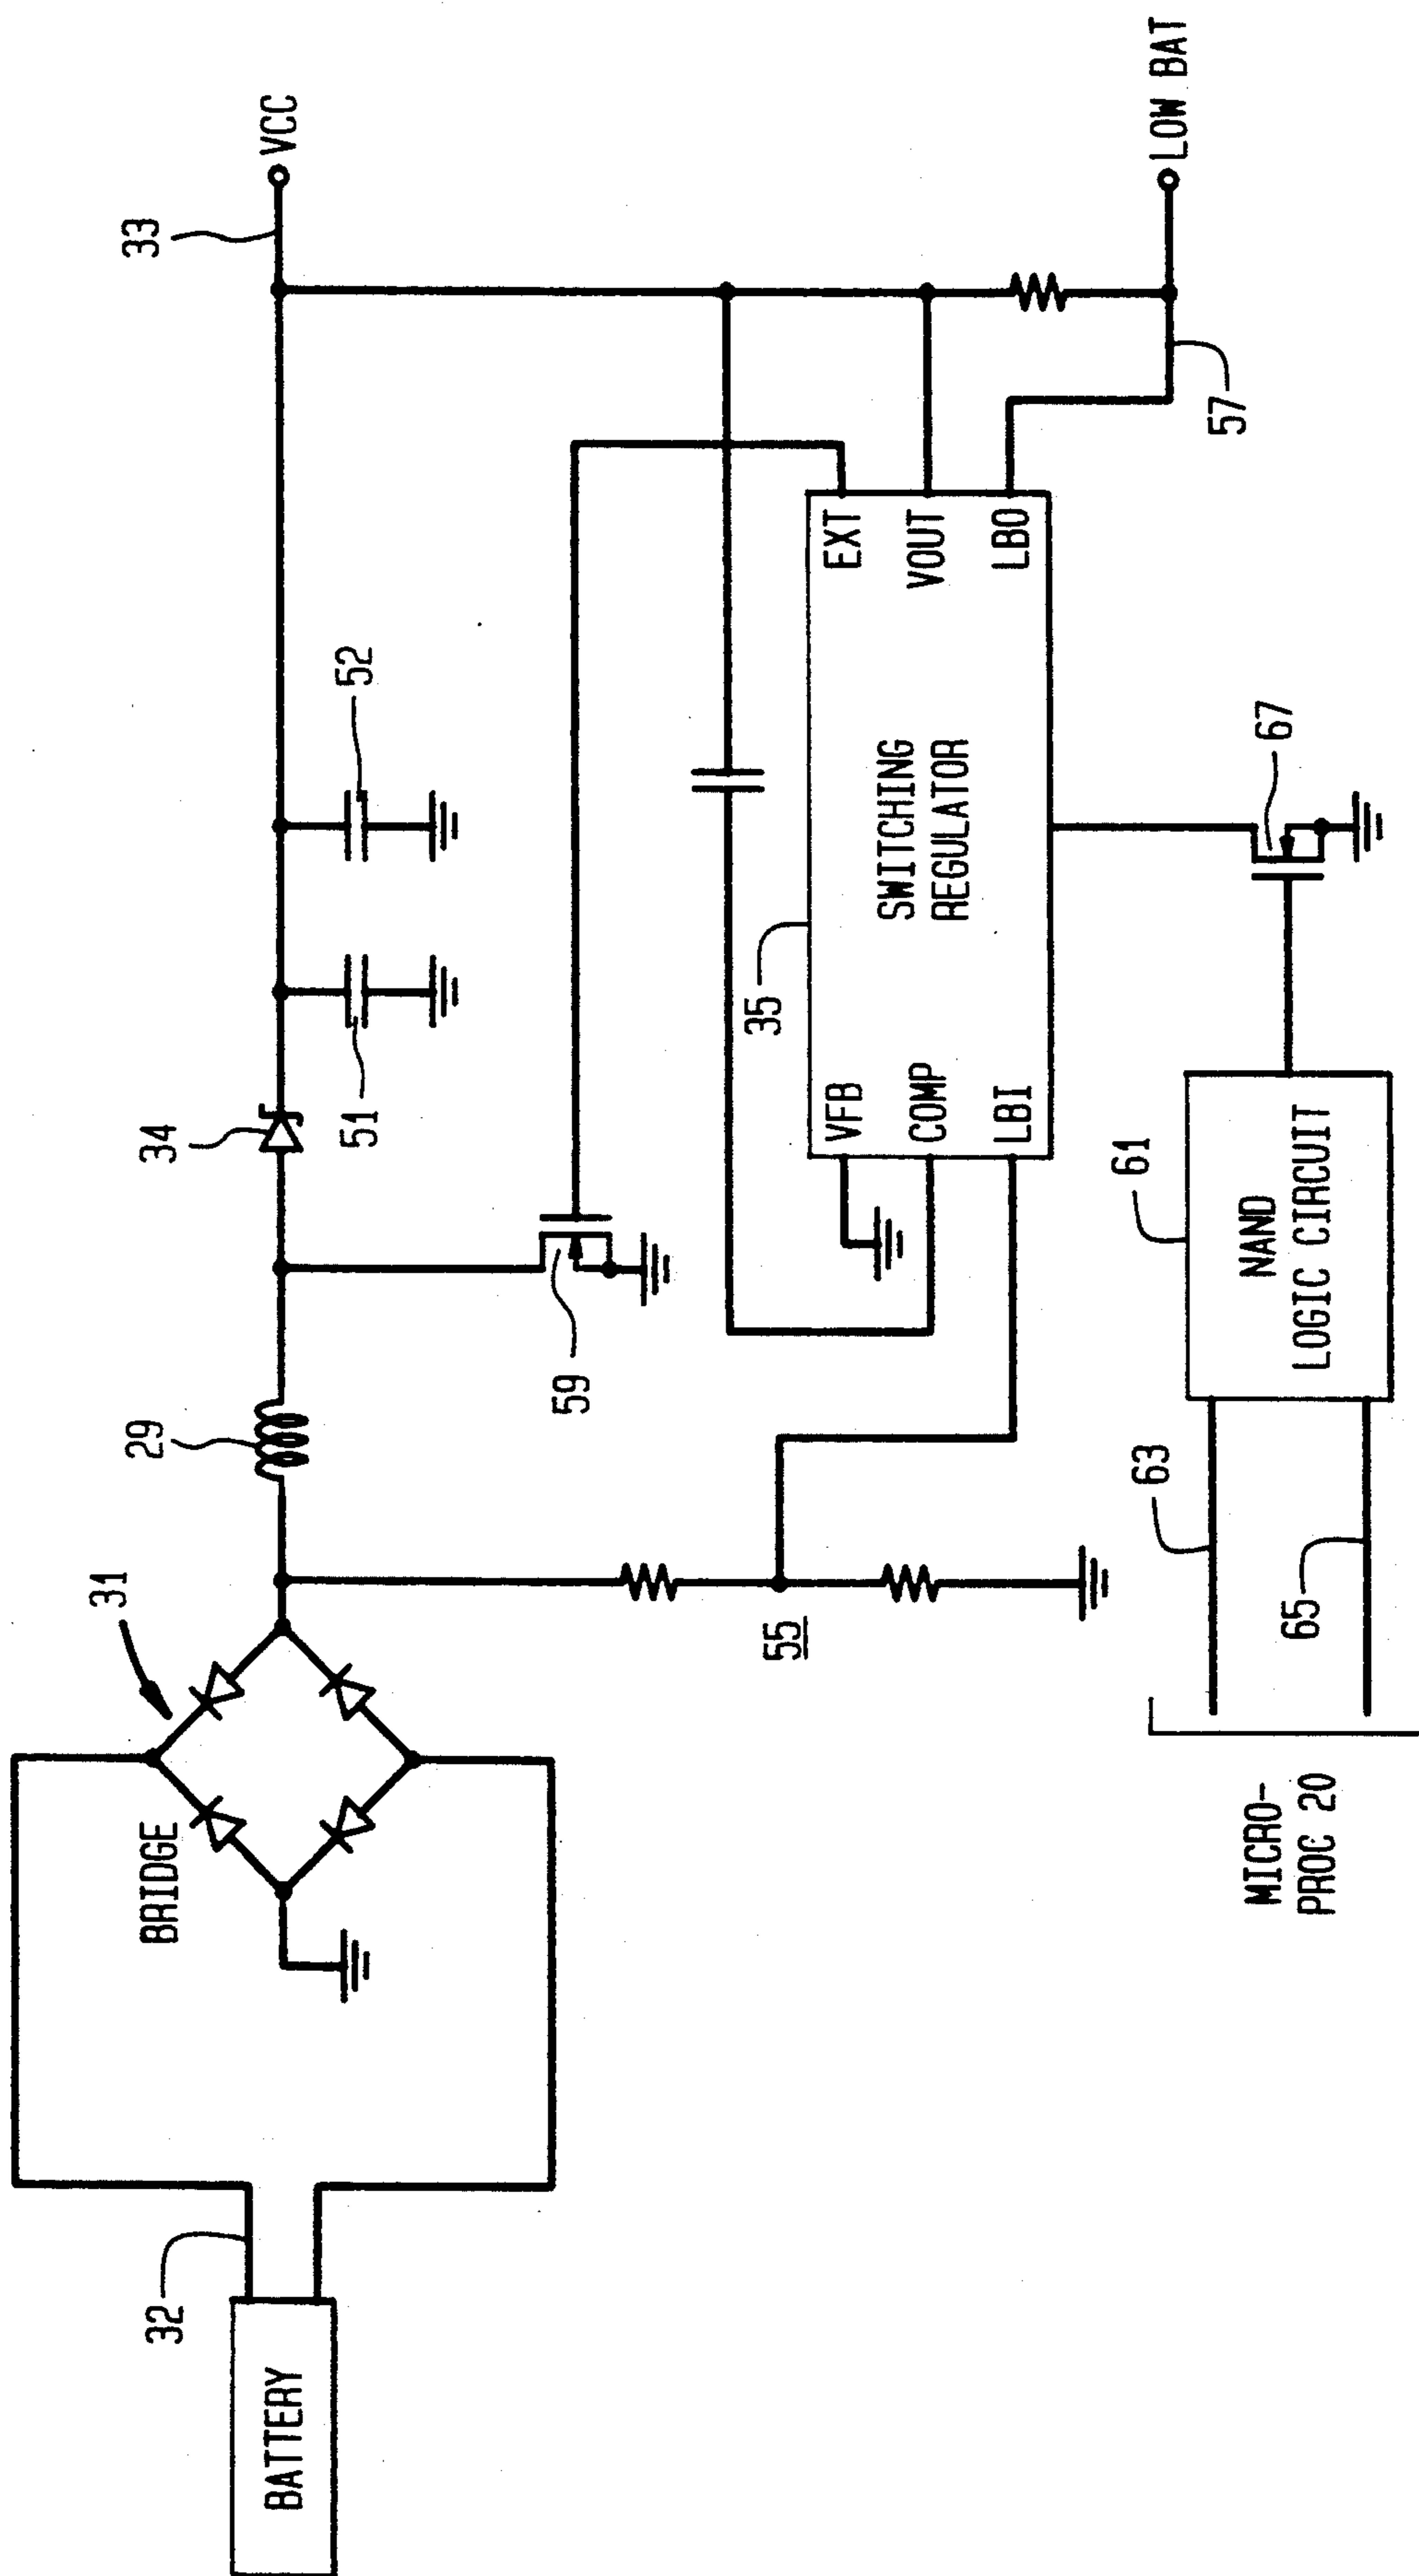 BATTERY
32
BRIDGE
31
29
34
51
52
33
VCC
59
55
35
VFB
COMP
LBI
SWITCHING
REGULATOR
EXT
VOUT
LBO
57
LOW BAT
MICRO-
PROC 20
63
65
61
NAND
LOGIC CIRCUIT
67